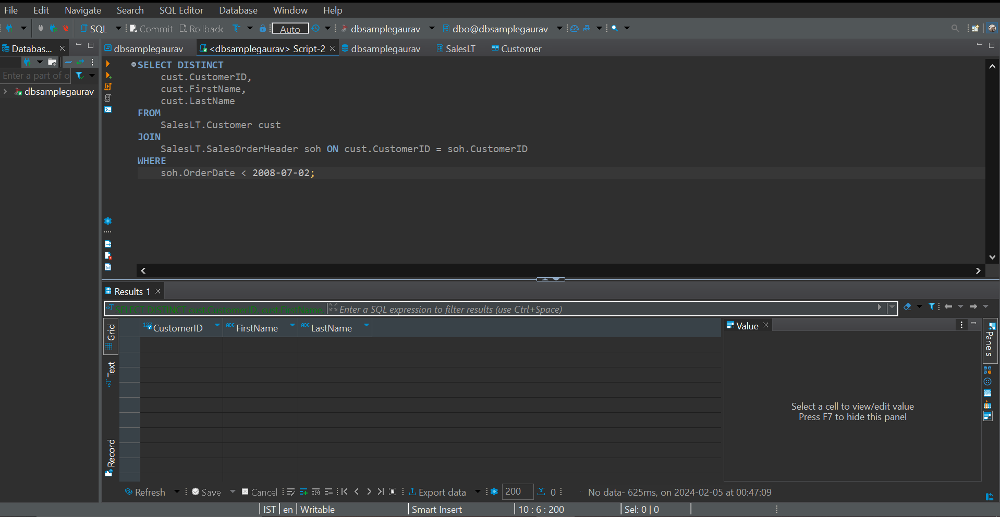 File Edit Navigate Search SQL Editor Database Window Help
SQL Commit Rollback Auto dbsamplegaurav dbo@dbsamplegaurav
Databas... dbsamplegaurav <dbsamplegaurav> Script-2 dbsamplegaurav SalesLT Customer
Enter a part of o
dbsamplegaurav
SELECT DISTINCT
cust.CustomerID,
cust.FirstName,
cust.LastName
FROM
SalesLT.Customer cust
JOIN
SalesLT.SalesOrderHeader soh ON cust.CustomerID = soh.CustomerID
WHERE
soh.OrderDate < 2008-07-02;
Results 1
SELECT DISTINCT cust.CustomerID, cust.FirstName, Enter a SQL expression to filter results (use Ctrl+Space)
Grid
Text
Record
123 CustomerID ABC FirstName ABC LastName
Value
Panels
Select a cell to view/edit value
Press F7 to hide this panel
Refresh Save Cancel Export data 200 0 No data- 625ms, on 2024-02-05 at 00:47:09
IST en Writable Smart Insert 10 : 6 : 200 Sel: 0 | 0